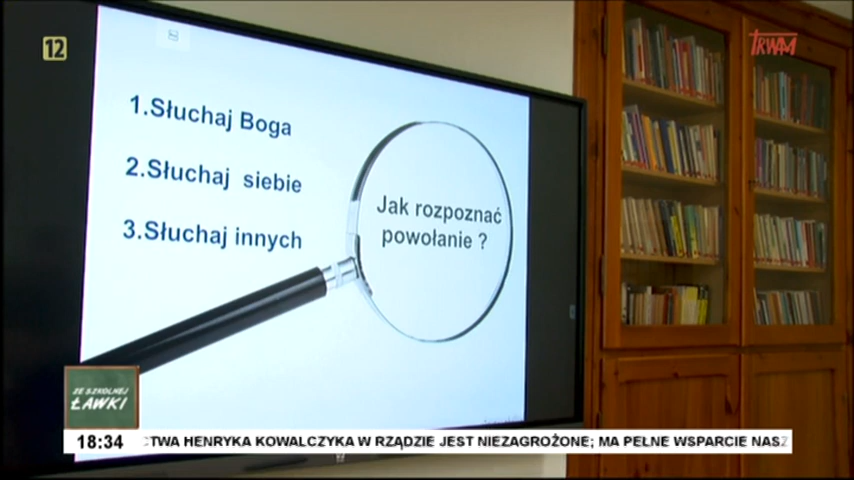 12
TRWAM
1.Słuchaj Boga
2.Słuchaj siebie
3.Słuchaj innych
Jak rozpoznać
powołanie ?
ZE SZKOLNEJ
ŁAWKI
18:34
CTWA HENRYKA KOWALCZYKA W RZĄDZIE JEST NIEZAGROŻONE; MA PEŁNE WSPARCIE NASZ